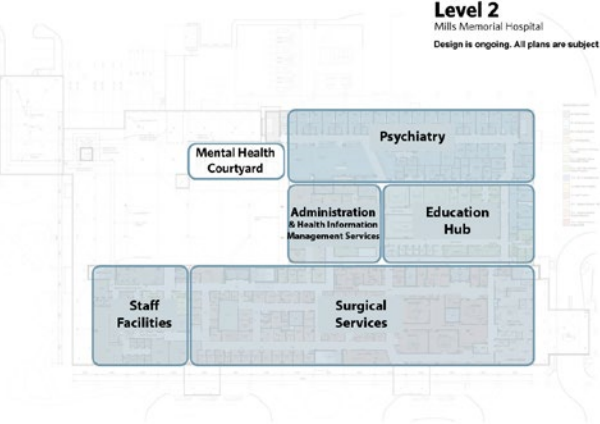 Level 2
Mills Memorial Hospital
Design is ongoing. All plans are subject
Psychiatry
Mental Health
Courtyard
Administration
& Health Information
Management Services
Education
Hub
Staff
Facilities
Surgical
Services